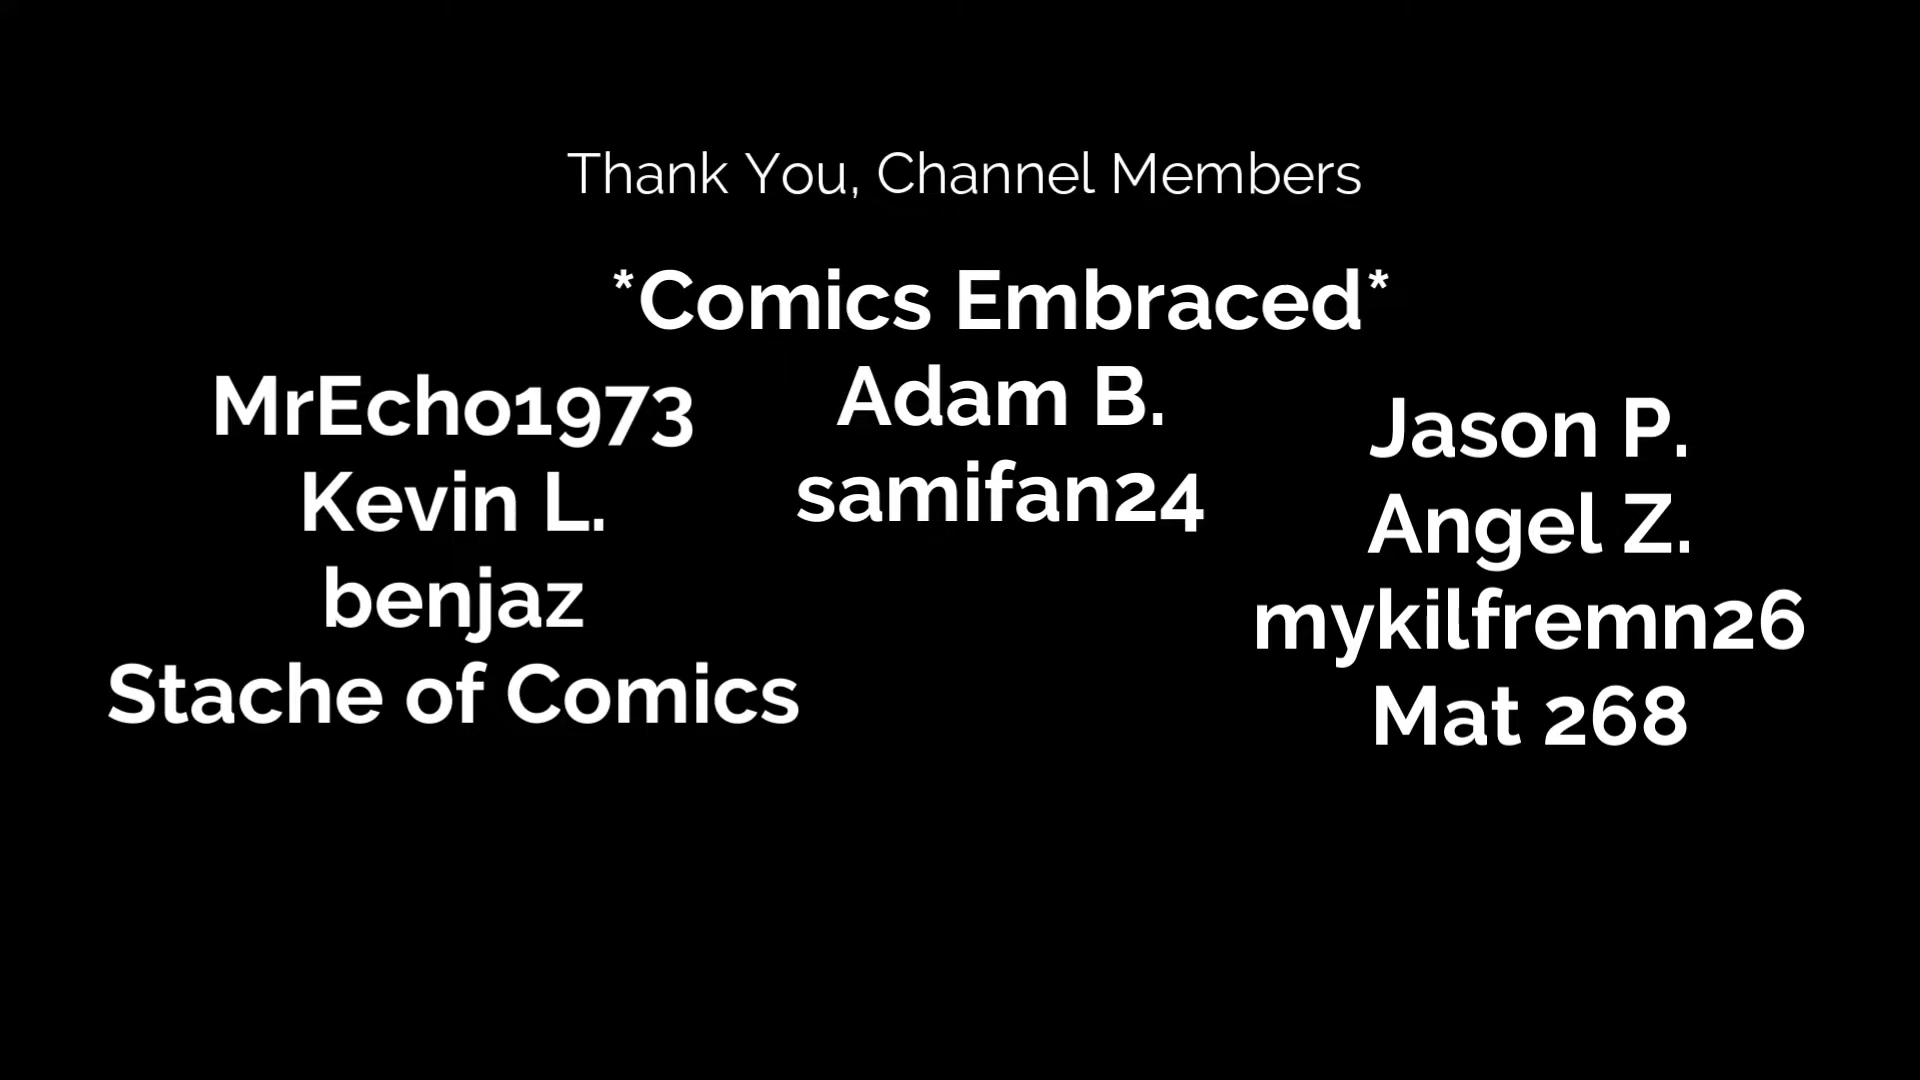 Thank You, Channel Members
*Comics Embraced*
Adam B.
samifan24
MrEcho1973
Kevin L.
benjaz
Stache of Comics
Jason P.
Angel Z.
mykilfremn26
Mat 268